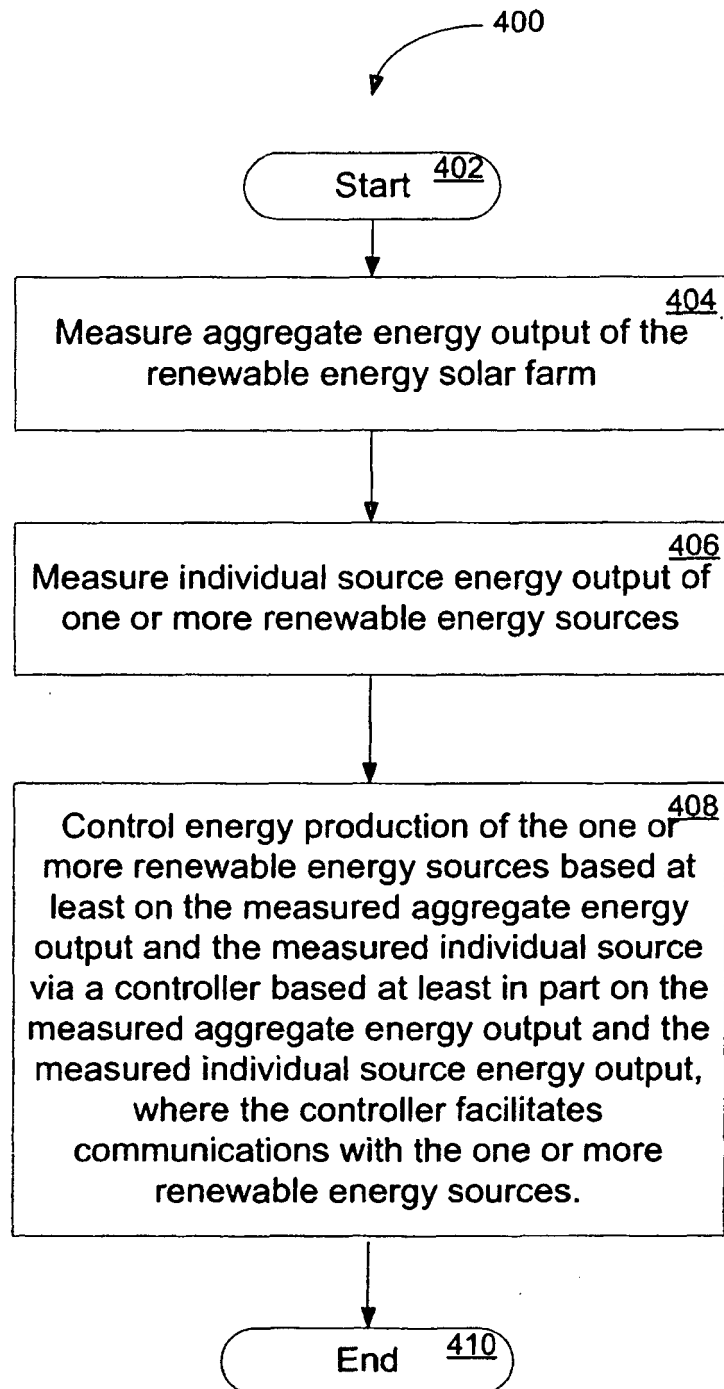 400
Start 402
404
Measure aggregate energy output of the
renewable energy solar farm
406
Measure individual source energy output of
one or more renewable energy sources
408
Control energy production of the one or
more renewable energy sources based at
least on the measured aggregate energy
output and the measured individual source
via a controller based at least in part on the
measured aggregate energy output and the
measured individual source energy output,
where the controller facilitates
communications with the one or more
renewable energy sources.
End 410